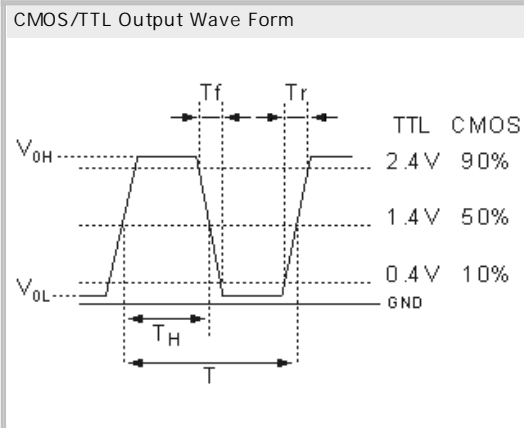 CMOS/TTL Output Wave Form
Tf Tr
TTL CMOS
V0H 2.4V 90%
1.4V 50%
0.4V 10%
V0L GND
TH
T